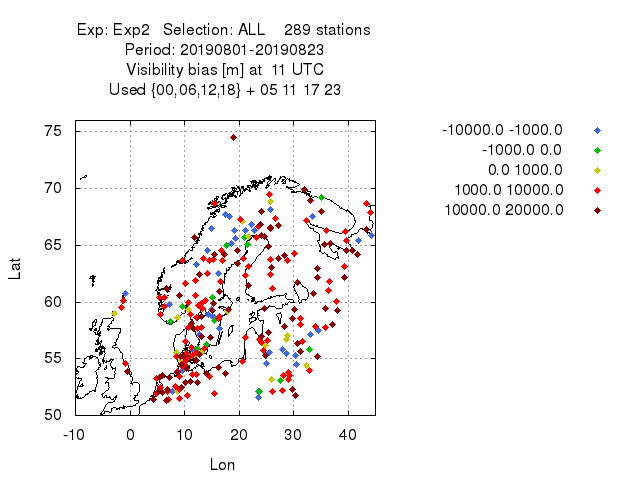 Exp: Exp2 Selection: ALL 289 stations
Period: 20190801-20190823
Visibility bias [m] at 11 UTC
Used {00,06,12,18} + 05 11 17 23
-10000.0 -1000.0
-1000.0 0.0
0.0 1000.0
1000.0 10000.0
10000.0 20000.0
75
70
65
60
55
50
Lat
-10 0 10 20 30 40
Lon